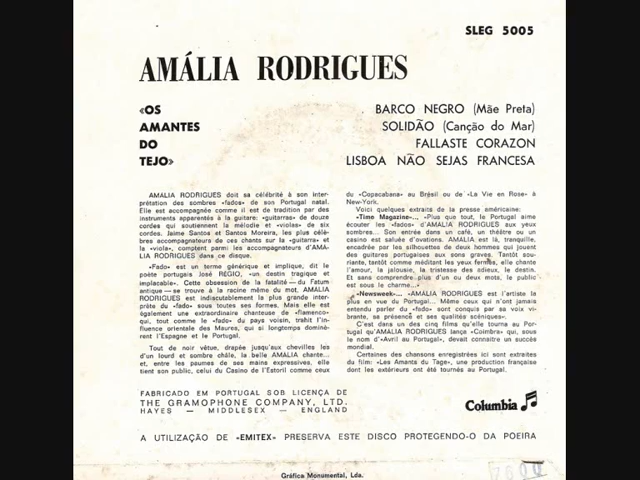 SLEG 5005
AMÁLIA RODRIGUES
«OS
AMANTES
DO
TEJO»
BARCO NEGRO (Mãe Preta)
SOLIDÃO (Canção do Mar)
FALLASTE CORAZON
LISBOA NÃO SEJAS FRANCESA
AMALIA RODRIGUES doit sa célébrité à son inter-
prétation des sombres «fados» de son Portugal natal.
Elle est accompagnée comme il est de tradition par des
instruments apparentés à la guitare: «guitarras» de douze
cordes qui soutiennent la mélodie et «violas» de six
cordes. Jaime Santos et Santos Moreira, les plus célè-
bres accompagnateurs de ces chants sur la «guitarra» et
la «viola», comptent parmi les accompagnateurs d'AMÁ-
LIA RODRIGUES dans ce disque.
«Fado» est un terme générique et implique, dit le
poète portugais José REGIO, «un destin tragique et
implacable». Cette obsession de la fatalité — du Fatum
antique — se trouve à la racine même du mot. AMALIA
RODRIGUES est indiscutablement la plus grande inter-
prète du «fado» sous toutes ses formes. Mais elle est
également une extraordinaire chanteuse de «flamenco»
qui, tout comme le «fado» du pays voisin, trahit l'in-
fluence orientale des Maures, qui si longtemps dominè-
rent l'Espagne et le Portugal.
Tout de noir vêtue, drapée jusqu'aux chevilles les
d'un lourd et sombre châle, la belle AMALIA chante...
et, entre les paumes de ses mains expressives, elle
tient son public, celui du Casino de l'Estoril comme ceux
du «Copacabana» au Brésil ou de «La Vie en Rose» à
New-York.
Voici quelques extraits de la presse américaine:
«Time Magazine»... «Plus que tout, le Portugal aime
écouter les «fados» d'AMALIA RODRIGUES aux yeux
sombres... Son entrée dans un café, un théâtre ou un
casino est saluée d'ovations. AMALIA est là, tranquille,
encadrée par les silhouettes de deux hommes qui jouent
des guitares portugaises aux sons graves. Tantôt sou-
riante, tantôt comme méditant les yeux fermés, elle chante
l'amour, la jalousie, la tristesse des adieux, le destin.
Et sans comprendre plus d'un ou deux mots, le public
est sous le charme...»
«Newsweek»... «AMALIA RODRIGUES est l'artiste la
plus en vue du Portugal... Même ceux qui n'ont jamais
entendu parler du «fado» sont conquis par sa voix vi-
brante, sa présence et ses qualités scéniques».
C'est dans un des cinq films qu'elle tourna au Por-
tugal qu'AMALIA RODRIGUES lança «Coimbra» qui, sous
le nom d'«Avril au Portugal», devait connaitre un succès
mondial.
Certaines des chansons enregistrées ici sont extraites
du film: «Les Amants du Tage», une production française
dont les extérieurs ont été tournés au Portugal.
FABRICADO EM PORTUGAL SOB LICENÇA DE
THE GRAMOPHONE COMPANY, LTD.
HAYES — MIDDLESEX — ENGLAND
Columbia
A UTILIZAÇÃO DE «EMITEX» PRESERVA ESTE DISCO PROTEGENDO-O DA POEIRA
Gráfica Monumental, Lda.